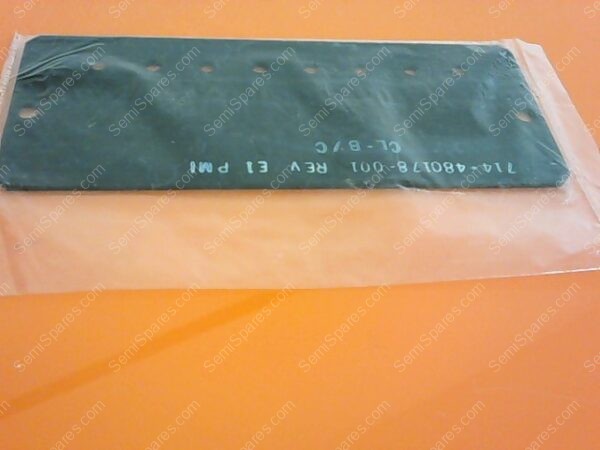 714-480178-001 REV E1 PMI
CL-B/C
SemiSpares.com